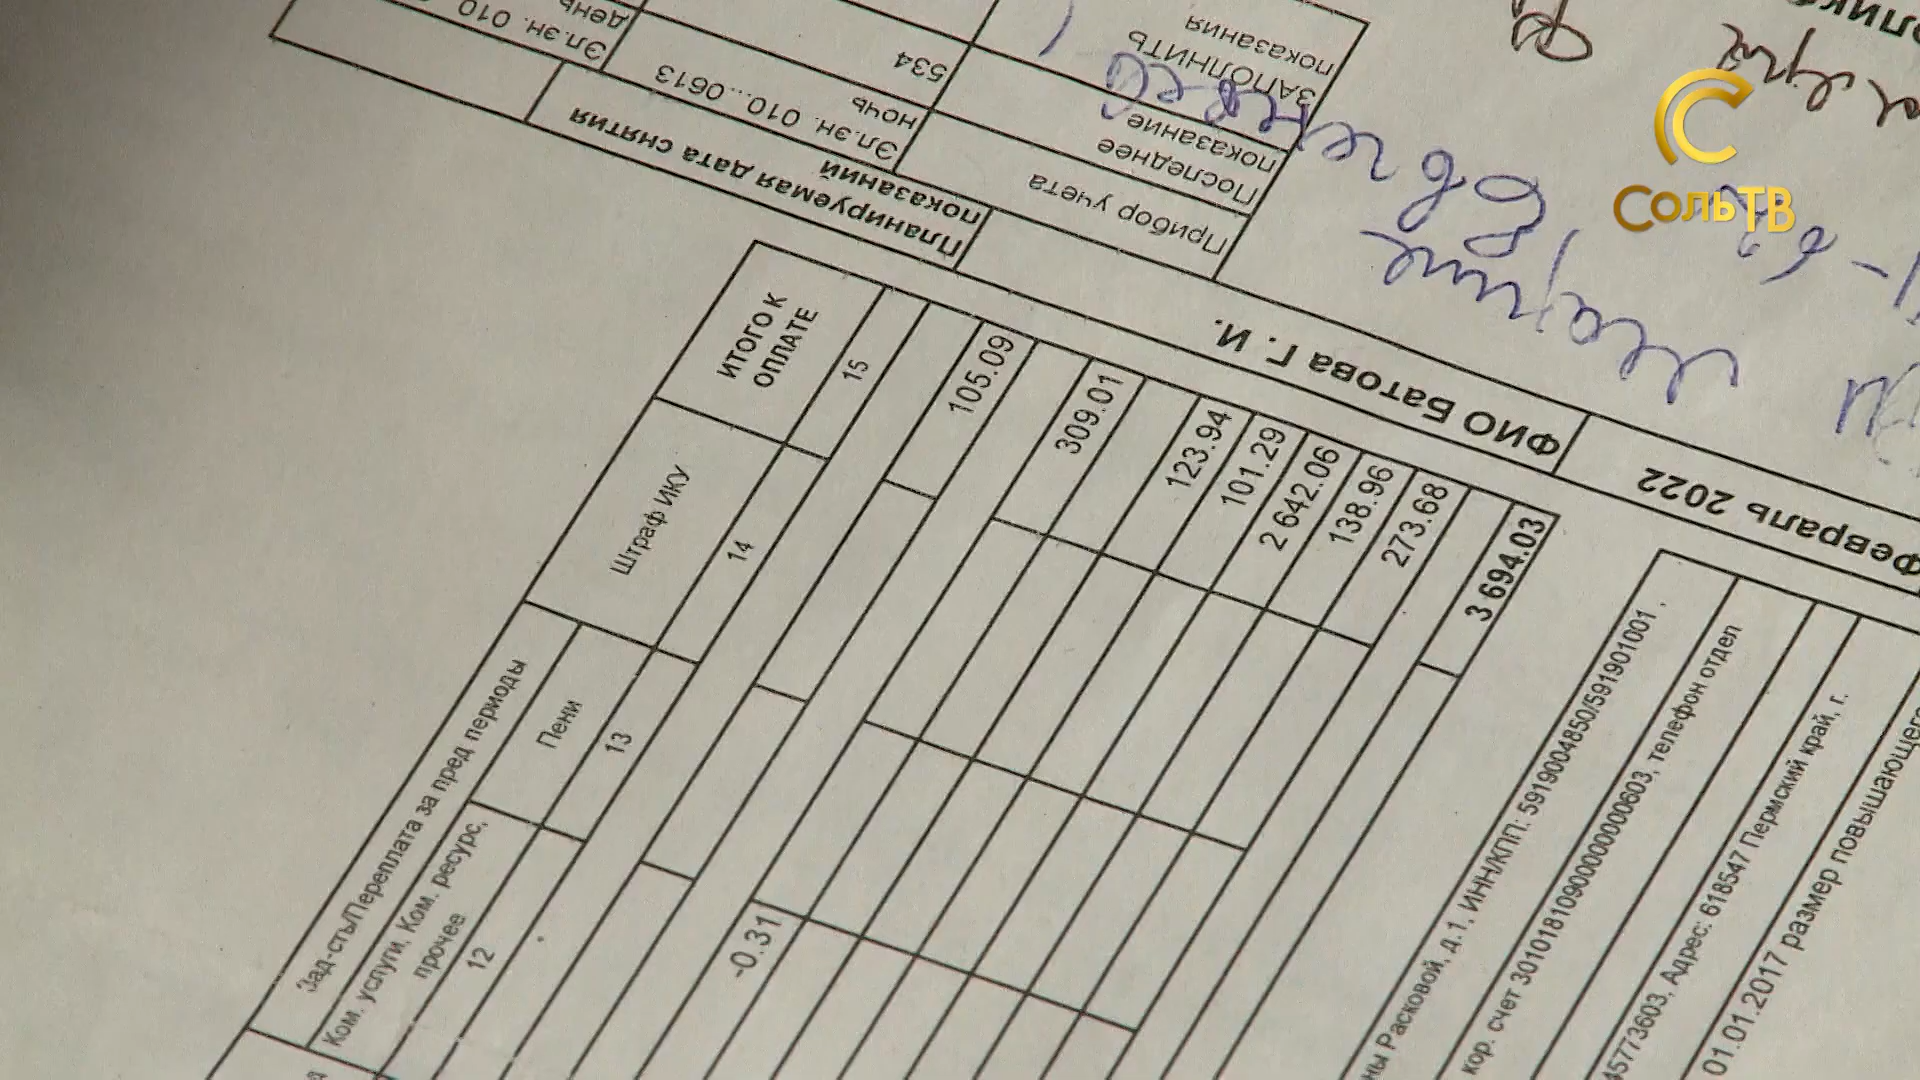 СОЛЬТВ
ЗАПОЛНИТЬ
показания
Последнее
показание
534
Прибор учета
Эл.эн. 010...0613
ночь
Эл.эн. 010
день
Планируемая дата снятия
показаний
Февраль 2022
ФИО Батова Г. И.
ИТОГО К
ОПЛАТЕ
15
105.09
309.01
123.94
101.29
2 642.06
138.96
273.68
3 694.03
Штраф ИКУ
14
Зад-сть/Переплата за пред периоды
Пени
13
Ком. услуги, Ком. ресурс,
прочее
12
-0.31
Расковой, д.1, ИНН/КПП: 5919004850/591901001 ,
кор. счет 30101810900000000603, телефон отдел
45773603, Адрес: 618547 Пермский край, г.
01.01.2017 размер повышающего